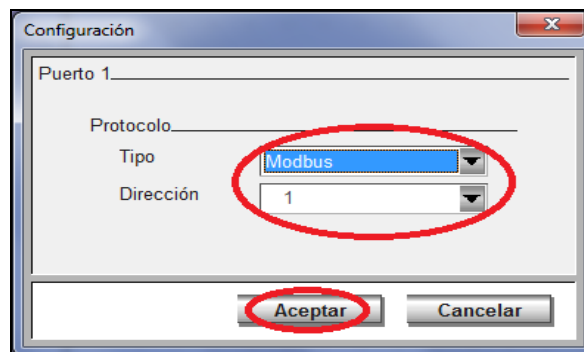 Configuración
Puerto 1
Protocolo
Tipo Modbus
Dirección 1
Aceptar Cancelar